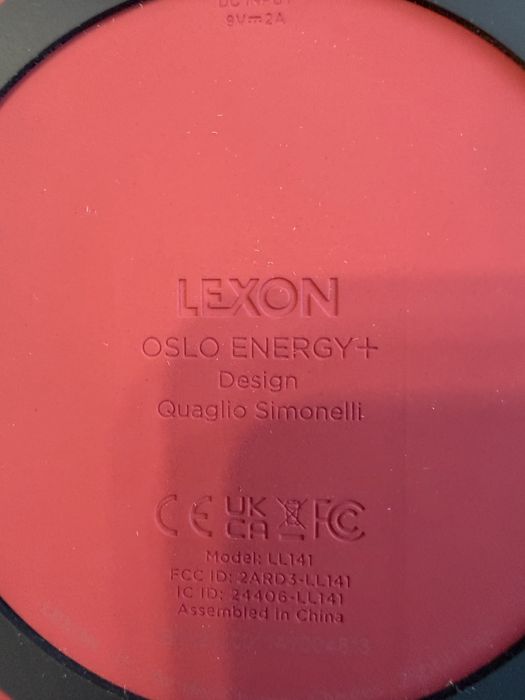 9V⎓2A
LEXON
OSLO ENERGY+
Design
Quaglio Simonelli
CE UK CA FC
Model: LL141
FCC ID: 2ARD3-LL141
IC ID: 24406-LL141
Assembled in China